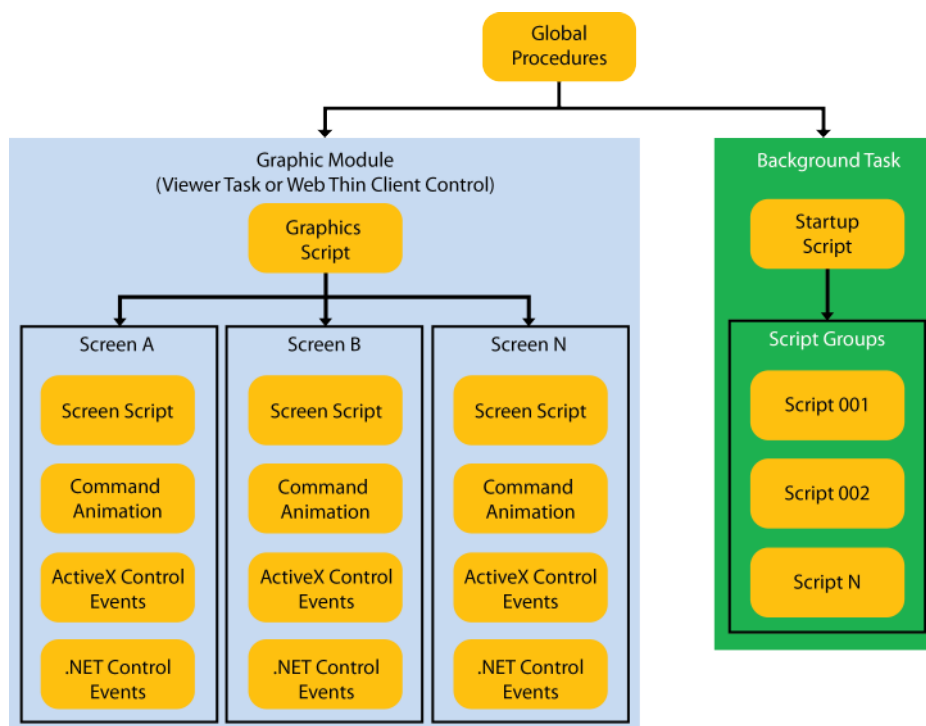 Global
Procedures
Graphic Module
(Viewer Task or Web Thin Client Control)
Graphics
Script
Screen A
Screen Script
Command
Animation
ActiveX Control
Events
.NET Control
Events
Screen B
Screen Script
Command
Animation
ActiveX Control
Events
.NET Control
Events
Screen N
Screen Script
Command
Animation
ActiveX Control
Events
.NET Control
Events
Background Task
Startup
Script
Script Groups
Script 001
Script 002
Script N